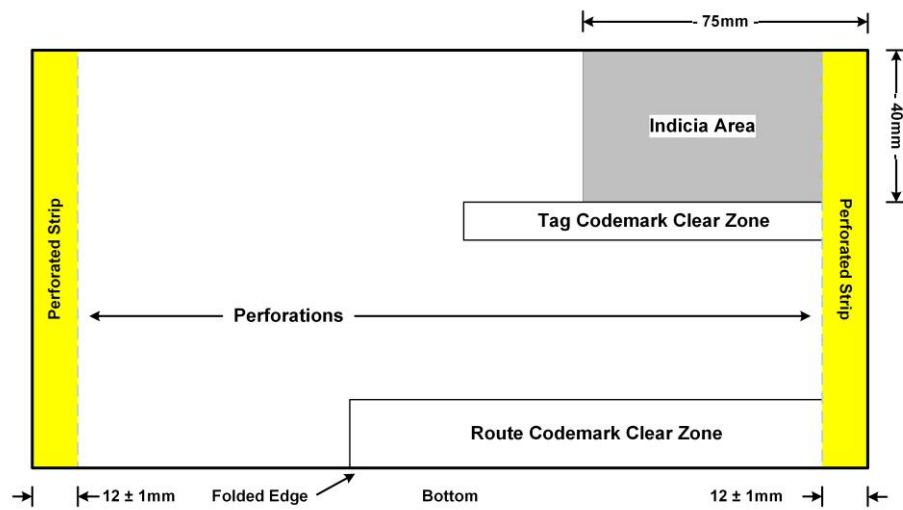 - 75mm -
- 40mm -
Indicia Area
Tag Codemark Clear Zone
Perforated Strip
Perforated Strip
Perforations
Route Codemark Clear Zone
12 ± 1mm
Folded Edge
Bottom
12 ± 1mm